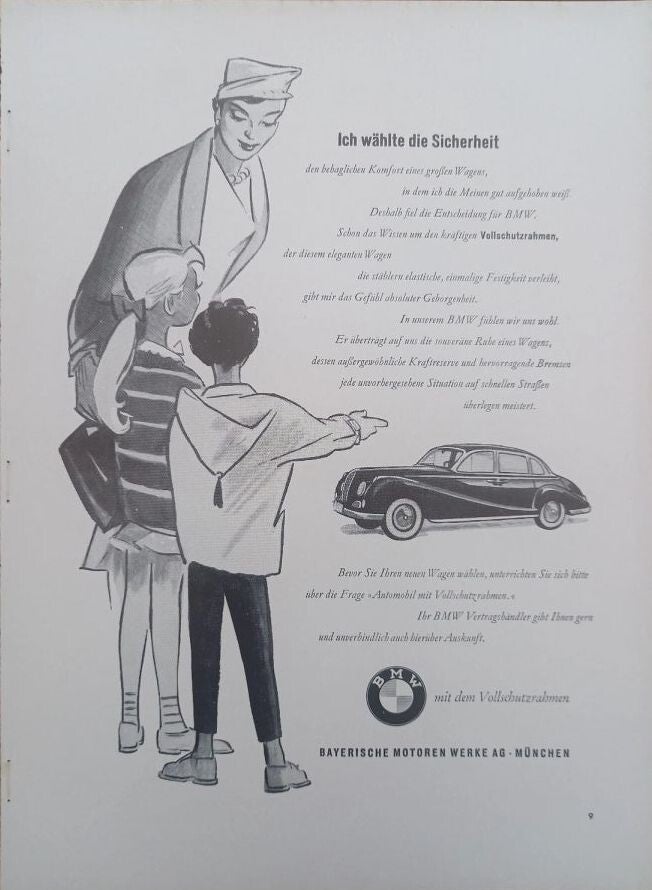 Ich wählte die Sicherheit
den behaglichen Komfort eines großen Wagens,
in dem ich die Meinen gut aufgehoben weiß.
Deshalb fiel die Entscheidung für BMW.
Schon das Wissen um den kräftigen Vollschutzrahmen,
der diesem eleganten Wagen
die stählern elastische, einmalige Festigkeit verleiht,
gibt mir das Gefühl absoluter Geborgenheit.
In unserem BMW fühlen wir uns wohl.
Er überträgt auf uns die souveräne Ruhe eines Wagens,
dessen außergewöhnliche Kraftreserve und hervorragende Bremsen
jede unvorhergesehene Situation auf schnellen Straßen
überlegen meistert.
Bevor Sie Ihren neuen Wagen wählen, unterrichten Sie sich bitte
über die Frage »Automobil mit Vollschutzrahmen.«
Ihr BMW Vertragshändler gibt Ihnen gern
und unverbindlich auch hierüber Auskunft.
BMW
mit dem Vollschutzrahmen
BAYERISCHE MOTOREN WERKE AG · MÜNCHEN
9